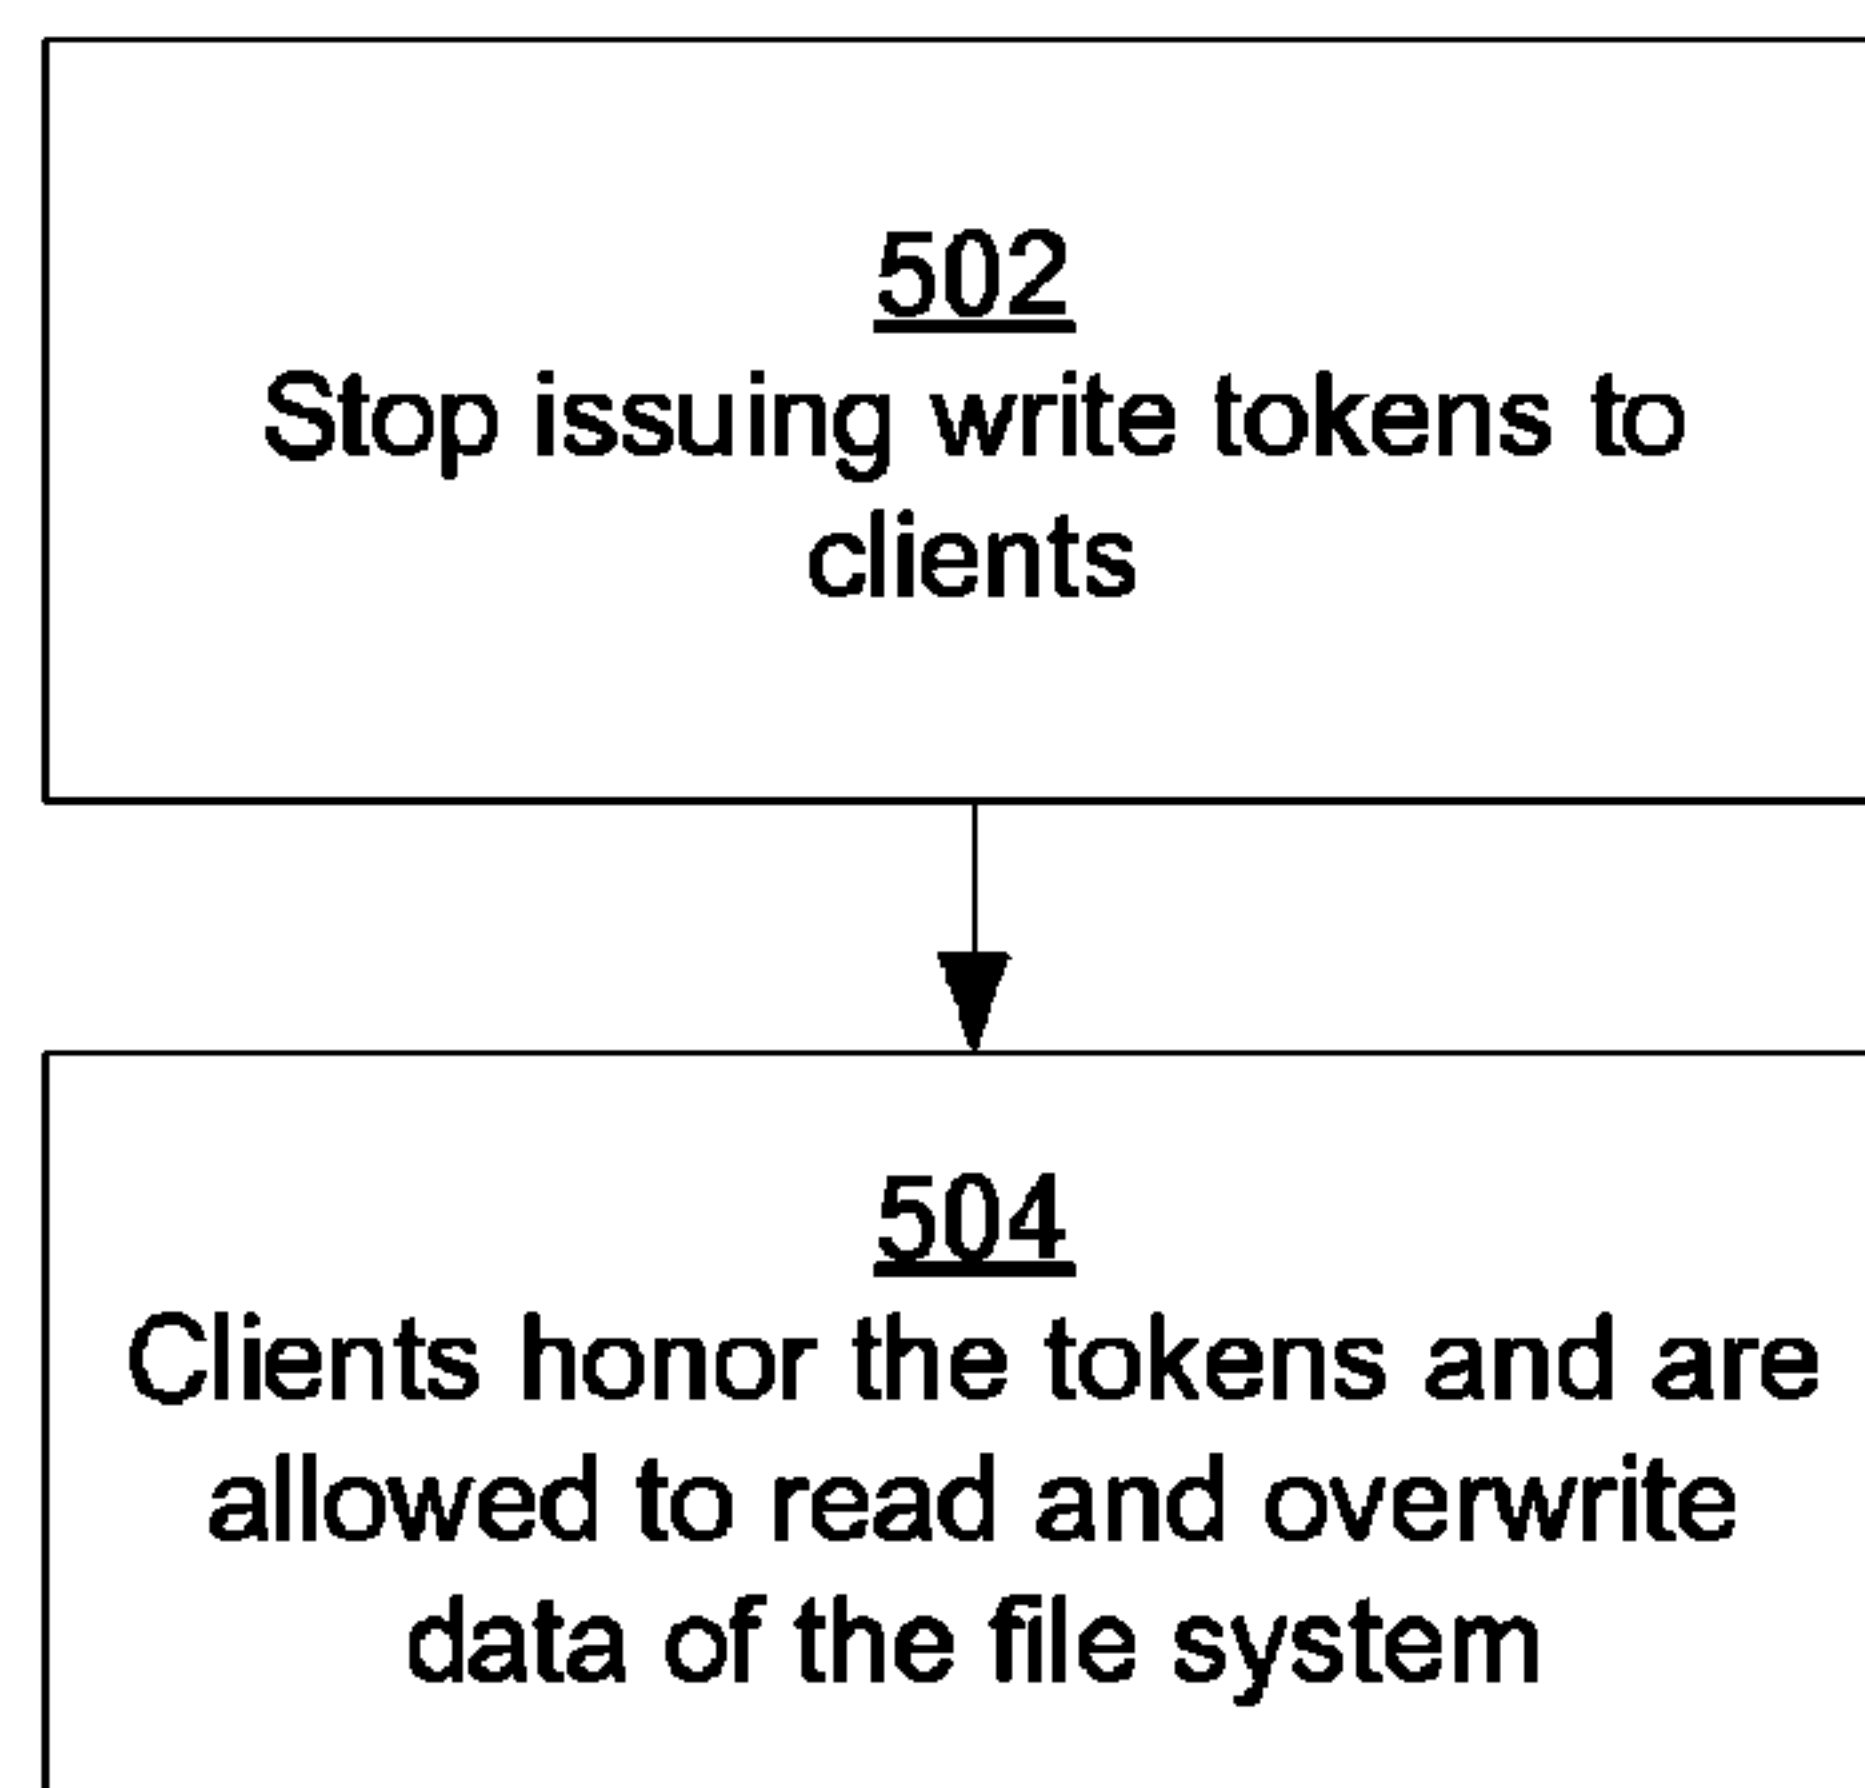 502
Stop issuing write tokens to
clients
504
Clients honor the tokens and are
allowed to read and overwrite
data of the file system